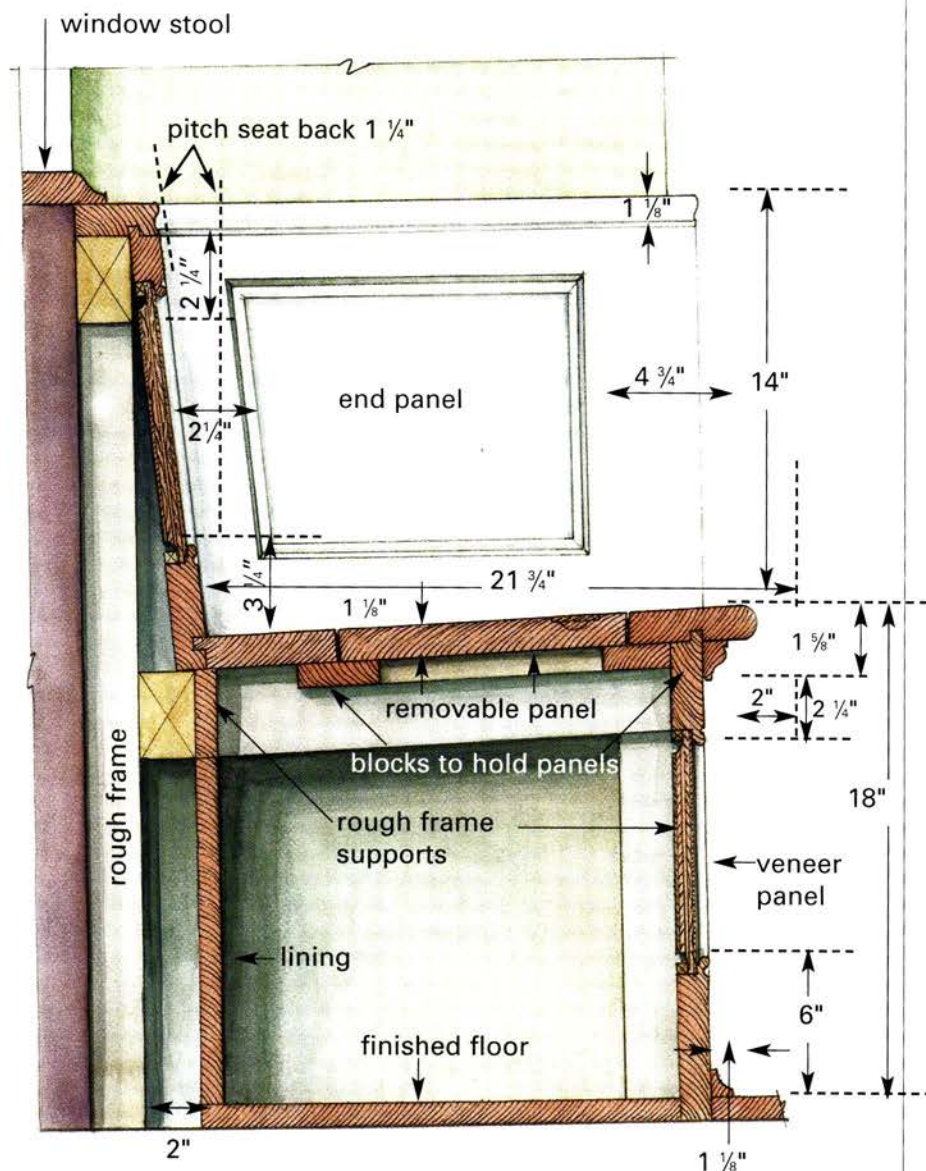 window stool
pitch seat back 1 ¼"
1 ⅛"
2 ¼"
4 ¾"
14"
end panel
2¼"
3 ¼"
21 ¾"
1 ⅛"
1 ⅝"
removable panel
2"
2 ¼"
blocks to hold panels
18"
rough frame
rough frame
supports
veneer
panel
lining
6"
finished floor
2"
1 ⅛"